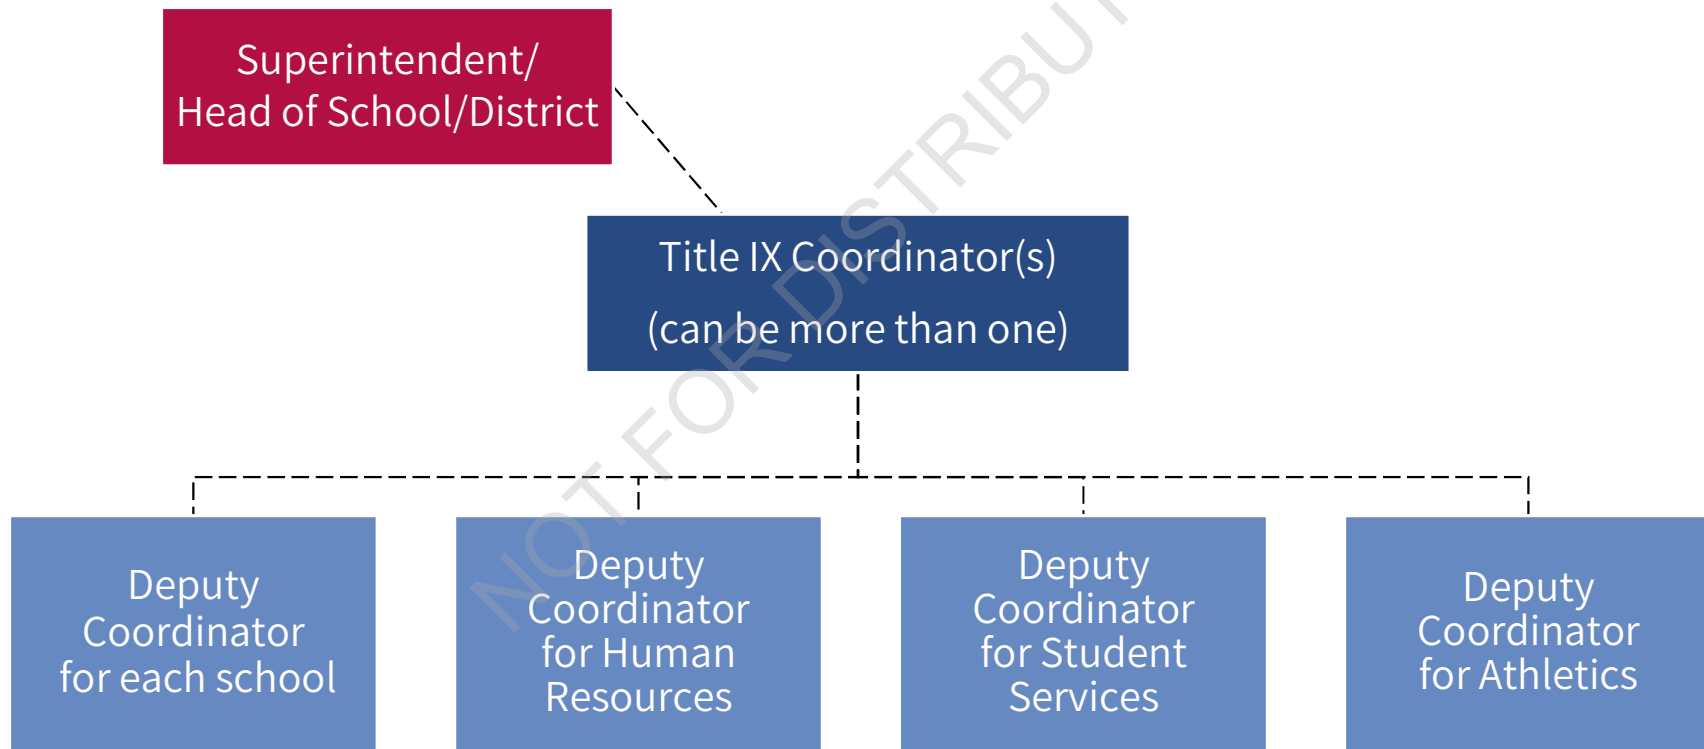 Superintendent/
Head of School/District
Title IX Coordinator(s)
(can be more than one)
Deputy
Coordinator
for each school
Deputy
Coordinator
for Human
Resources
Deputy
Coordinator
for Student
Services
Deputy
Coordinator
for Athletics
NOT FOR DISTRIBUT